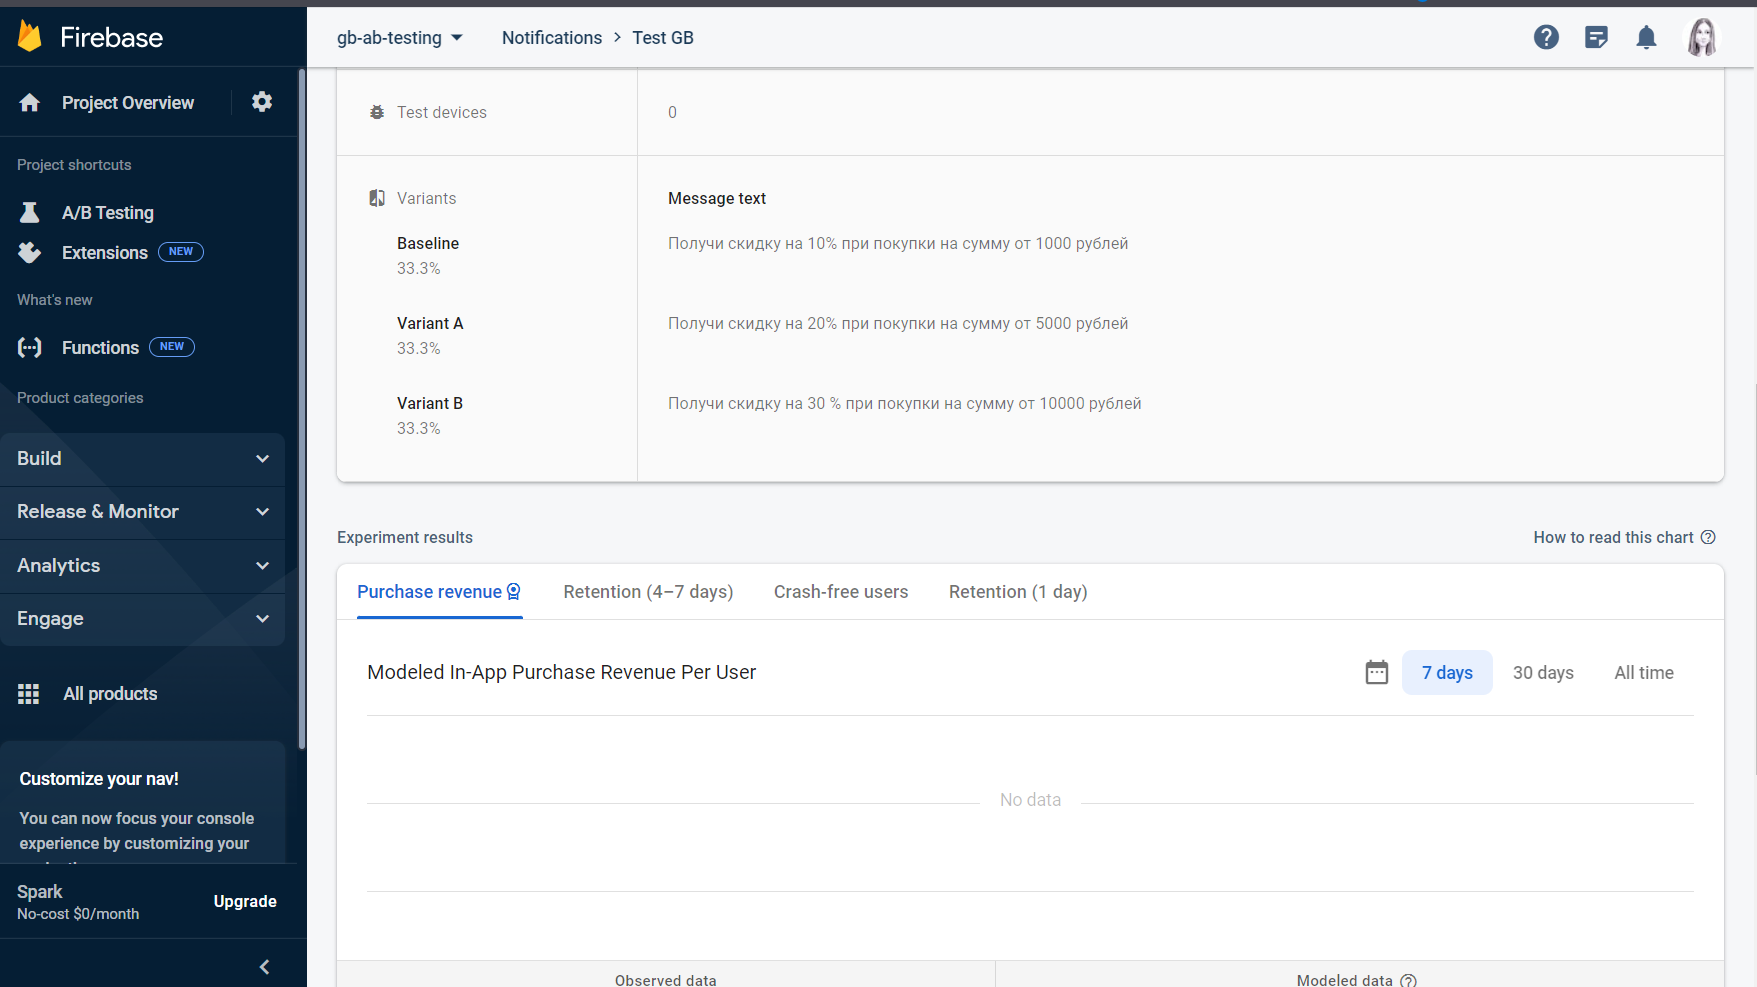 Firebase
gb-ab-testing
Notifications > Test GB
Project Overview
Project shortcuts
A/B Testing
Extensions NEW
What's new
Functions NEW
Product categories
Build
Release & Monitor
Analytics
Engage
All products
Customize your nav!
You can now focus your console
experience by customizing your
Spark
No-cost $0/month
Upgrade
Test devices 0
Variants Message text
Baseline Получи скидку на 10% при покупки на сумму от 1000 рублей
33.3%
Variant A Получи скидку на 20% при покупки на сумму от 5000 рублей
33.3%
Variant B Получи скидку на 30 % при покупки на сумму от 10000 рублей
33.3%
Experiment results
How to read this chart
Purchase revenue Retention (4–7 days) Crash-free users Retention (1 day)
Modeled In-App Purchase Revenue Per User
7 days 30 days All time
No data
Observed data Modeled data